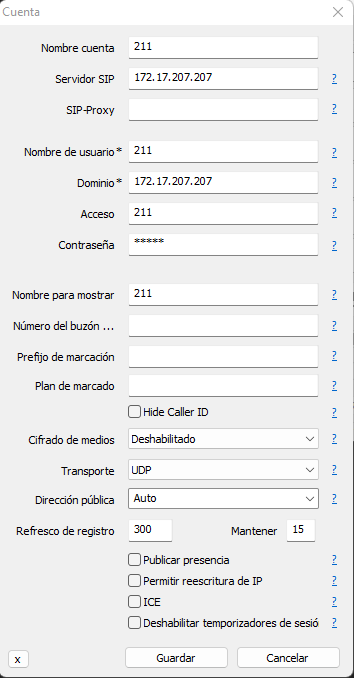 Cuenta
Nombre cuenta 211
Servidor SIP 172.17.207.207 ?
SIP-Proxy ?
Nombre de usuario* 211 ?
Dominio* 172.17.207.207 ?
Acceso 211 ?
Contraseña ***** ?
Nombre para mostrar 211 ?
Número del buzón ... ?
Prefijo de marcación ?
Plan de marcado ?
Hide Caller ID ?
Cifrado de medios Deshabilitado ?
Transporte UDP ?
Dirección pública Auto ?
Refresco de registro 300 Mantener 15 ?
Publicar presencia ?
Permitir reescritura de IP ?
ICE ?
Deshabilitar temporizadores de sesió ?
x Guardar Cancelar